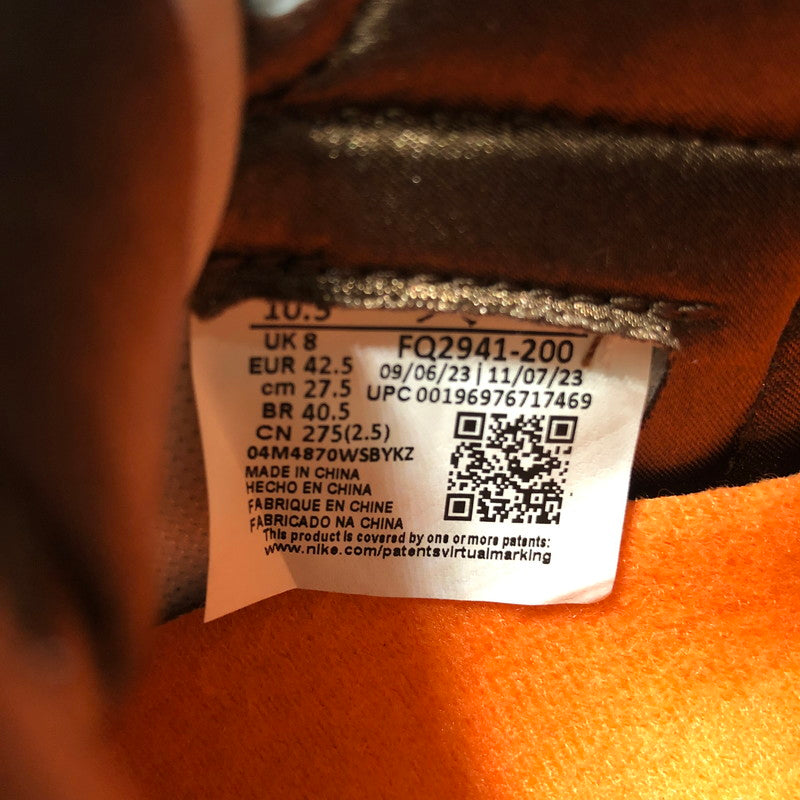 10.5
UK 8
FQ2941-200
EUR 42.5
09/06/23 | 11/07/23
cm 27.5
UPC 00196976717469
BR 40.5
CN 275(2.5)
04M4870WSBYKZ
MADE IN CHINA
HECHO EN CHINA
FABRIQUE EN CHINE
FABRICADO NA CHINA
This product is covered by one or more patents:
www.nike.com/patentsvirtualmarking